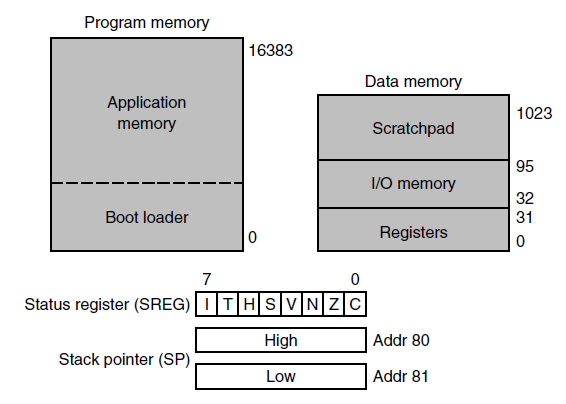 Program memory
16383
Application
memory
Boot loader
0
Data memory
1023
Scratchpad
95
I/O memory
32
31
Registers
0
7 0
Status register (SREG) I T H S V N Z C
Stack pointer (SP)
High Addr 80
Low Addr 81